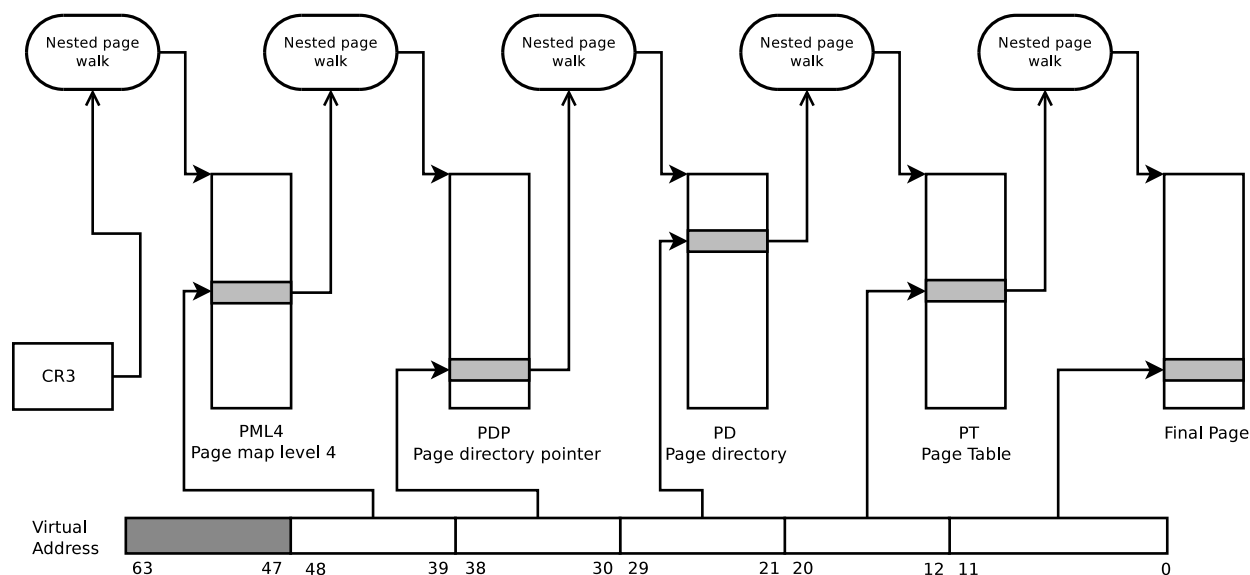 Nested page
walk
Nested page
walk
Nested page
walk
Nested page
walk
Nested page
walk
CR3
PML4
Page map level 4
PDP
Page directory pointer
PD
Page directory
PT
Page Table
Final Page
Virtual
Address
63 47 48 39 38 30 29 21 20 12 11 0